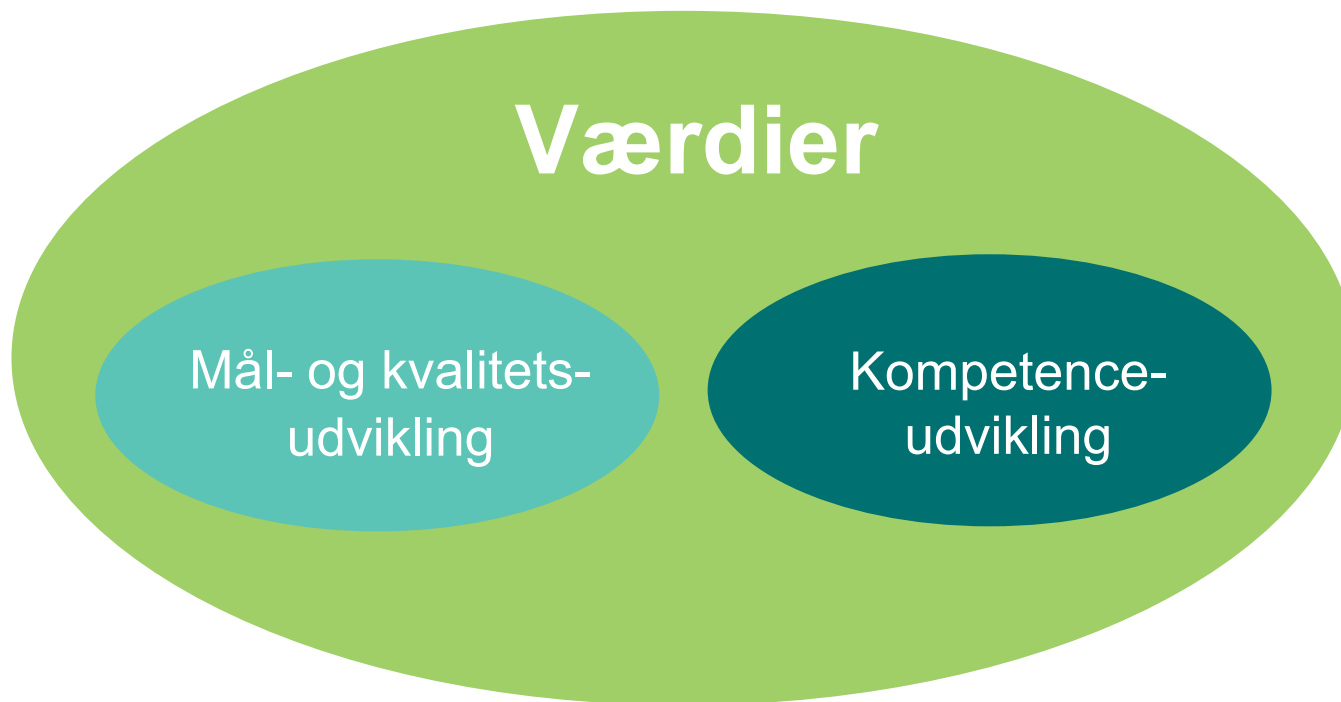 Værdier
Mål- og kvalitets-
udvikling
Kompetence-
udvikling